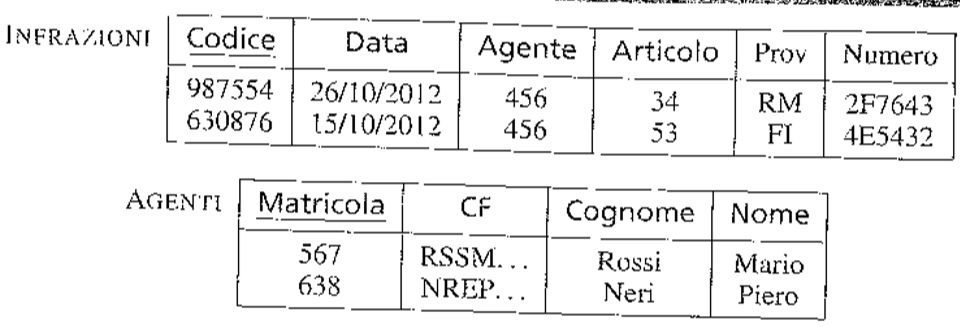 INFRAZIONI Codice Data Agente Articolo Prov Numero
987554 26/10/2012 456 34 RM 2F7643
630876 15/10/2012 456 53 FI 4E5432
AGENTI Matricola CF Cognome Nome
567 RSSM... Rossi Mario
638 NREP... Neri Piero